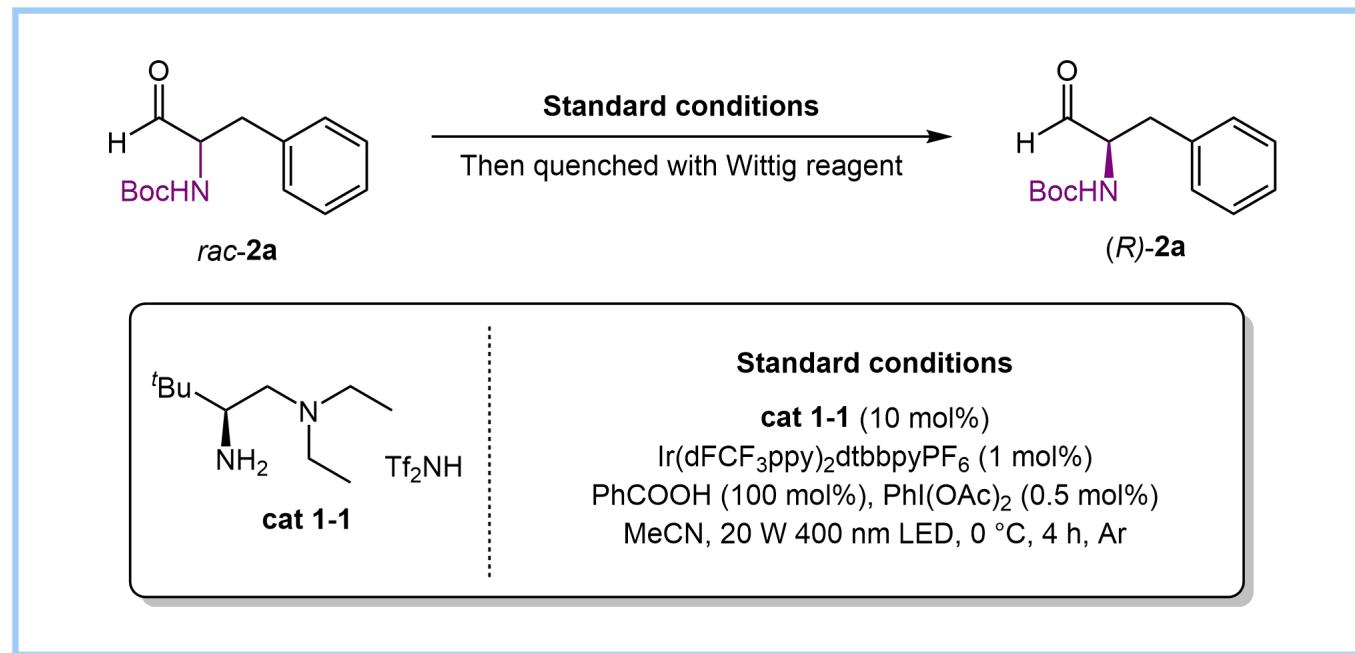 O
H
BocHN
rac-2a
Standard conditions
Then quenched with Wittig reagent
O
H
BocHN
(R)-2a
tBu
N
NH2
Tf2NH
cat 1-1
Standard conditions
cat 1-1 (10 mol%)
Ir(dFCF3ppy)2dtbbpyPF6 (1 mol%)
PhCOOH (100 mol%), PhI(OAc)2 (0.5 mol%)
MeCN, 20 W 400 nm LED, 0 °C, 4 h, Ar